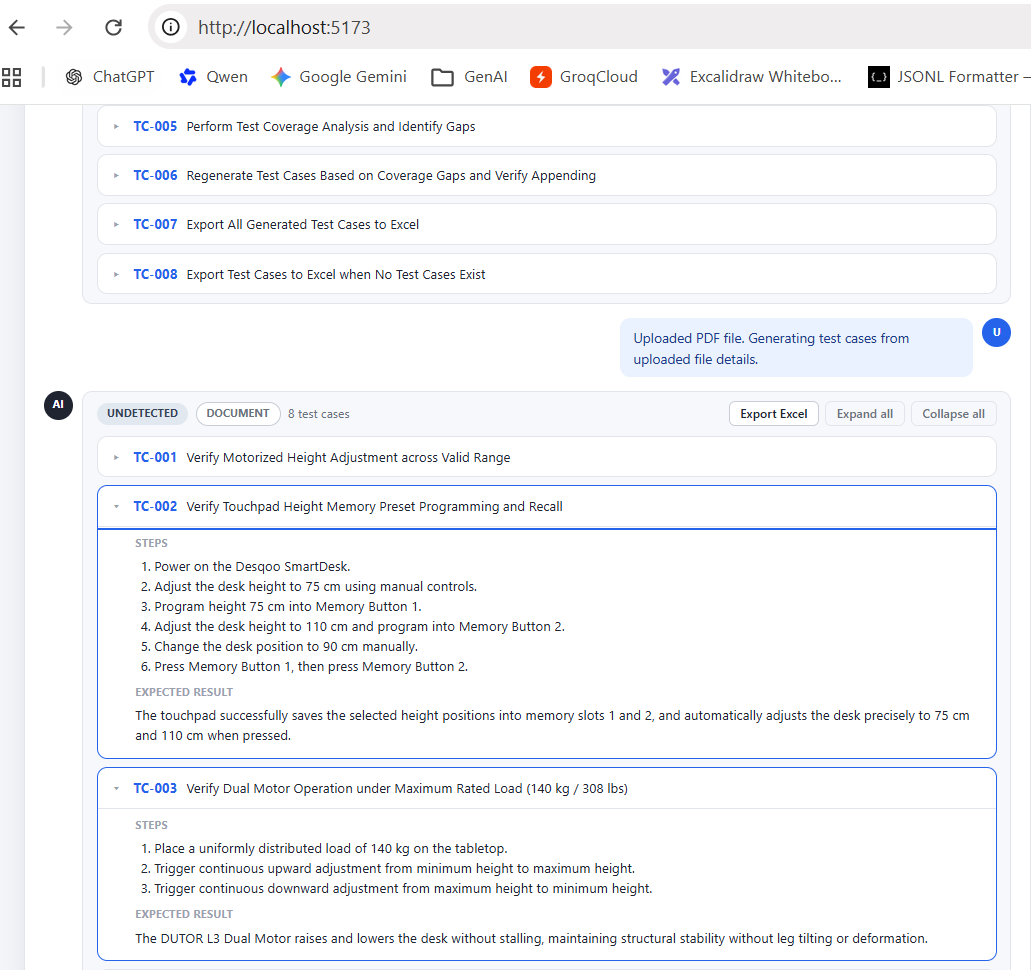 http://localhost:5173
ChatGPT Qwen Google Gemini GenAI GroqCloud Excalidraw Whitebo... JSONL Formatter –
TC-005 Perform Test Coverage Analysis and Identify Gaps
TC-006 Regenerate Test Cases Based on Coverage Gaps and Verify Appending
TC-007 Export All Generated Test Cases to Excel
TC-008 Export Test Cases to Excel when No Test Cases Exist
Uploaded PDF file. Generating test cases from
uploaded file details.
U
AI
UNDETECTED DOCUMENT 8 test cases Export Excel Expand all Collapse all
TC-001 Verify Motorized Height Adjustment across Valid Range
TC-002 Verify Touchpad Height Memory Preset Programming and Recall
STEPS
1. Power on the Desqoo SmartDesk.
2. Adjust the desk height to 75 cm using manual controls.
3. Program height 75 cm into Memory Button 1.
4. Adjust the desk height to 110 cm and program into Memory Button 2.
5. Change the desk position to 90 cm manually.
6. Press Memory Button 1, then press Memory Button 2.
EXPECTED RESULT
The touchpad successfully saves the selected height positions into memory slots 1 and 2, and automatically adjusts the desk precisely to 75 cm
and 110 cm when pressed.
TC-003 Verify Dual Motor Operation under Maximum Rated Load (140 kg / 308 lbs)
STEPS
1. Place a uniformly distributed load of 140 kg on the tabletop.
2. Trigger continuous upward adjustment from minimum height to maximum height.
3. Trigger continuous downward adjustment from maximum height to minimum height.
EXPECTED RESULT
The DUTOR L3 Dual Motor raises and lowers the desk without stalling, maintaining structural stability without leg tilting or deformation.